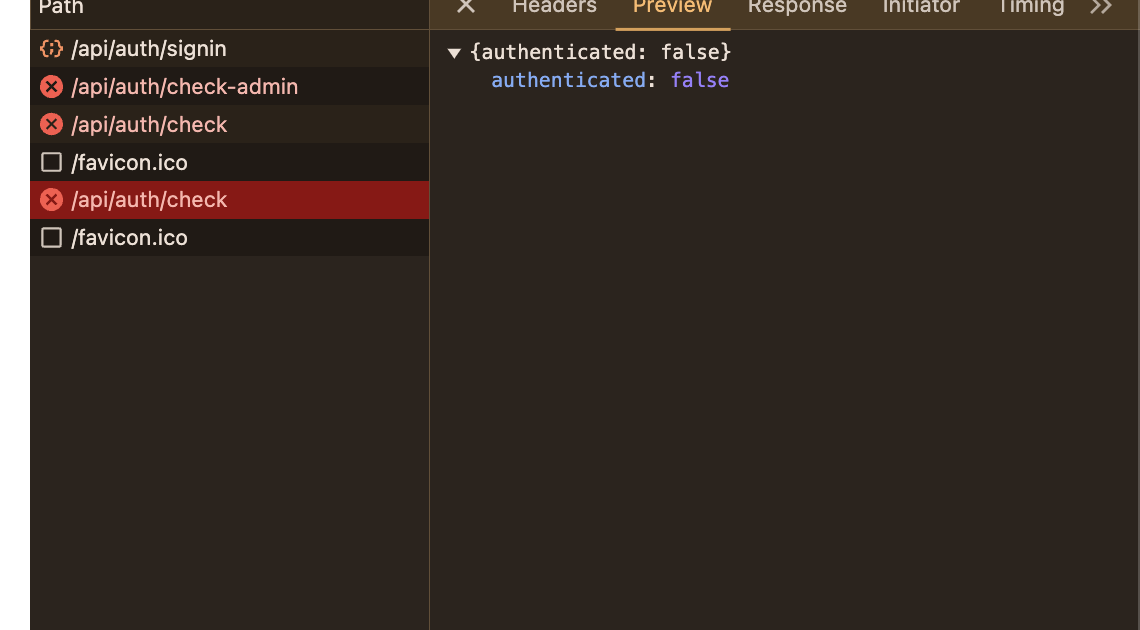 Path
/api/auth/signin
/api/auth/check-admin
/api/auth/check
/favicon.ico
/api/auth/check
/favicon.ico
Headers Preview Response Initiator Timing
{authenticated: false}
authenticated: false